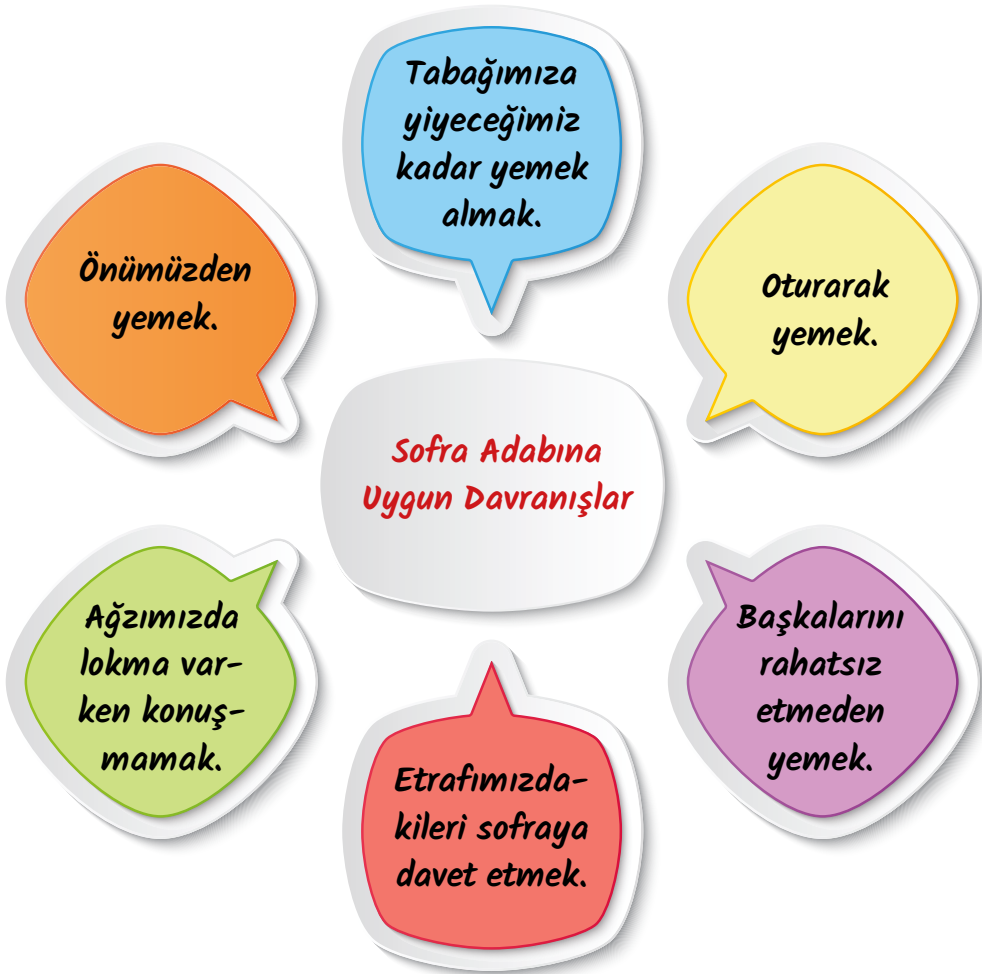 Tabağımıza
yiyeceğimiz
kadar yemek
almak.
Önümüzden
yemek.
Oturarak
yemek.
Sofra Adabına
Uygun Davranışlar
Ağzımızda
lokma var-
ken konuş-
mamak.
Başkalarını
rahatsız
etmeden
yemek.
Etrafımızda-
kileri sofraya
davet etmek.